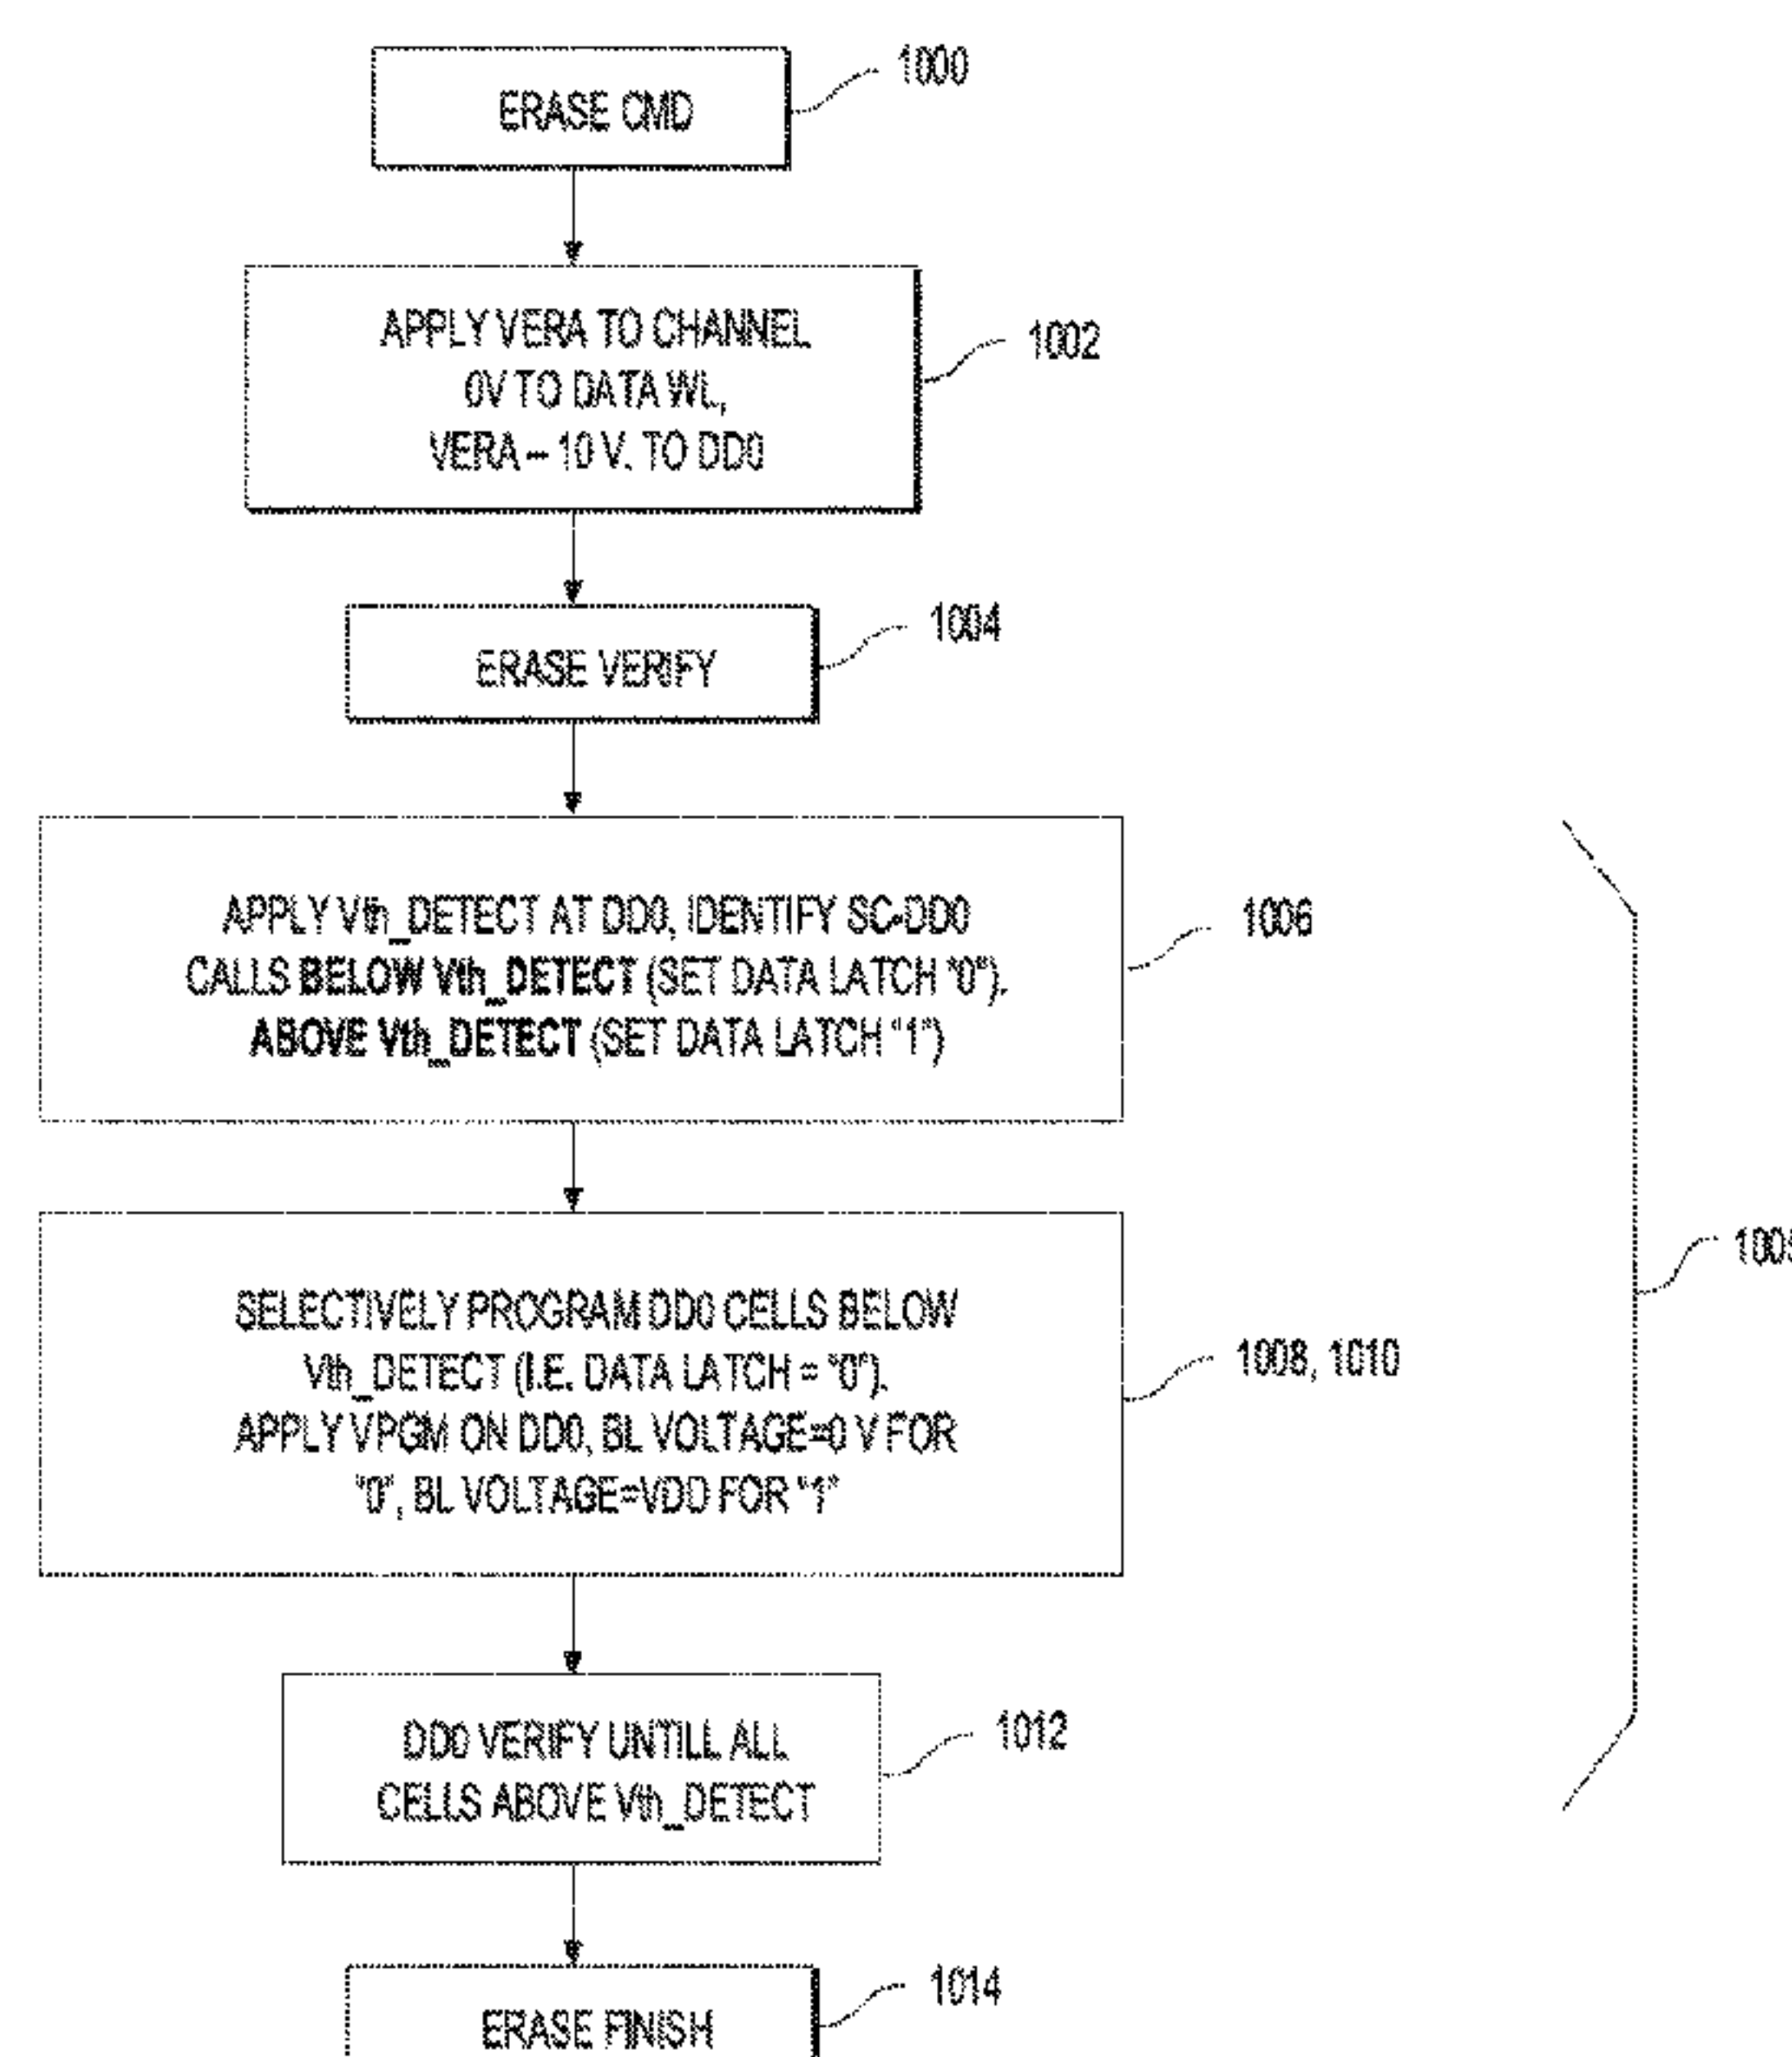 ERASE CMD
1000
APPLY VERA TO CHANNEL
0V TO DATA WL,
VERA – 10 V. TO DD0
1002
ERASE VERIFY
1004
APPLY Vth_DETECT AT DD0, IDENTIFY SC-DD0
CALLS BELOW Vth_DETECT (SET DATA LATCH "0").
ABOVE Vth_DETECT (SET DATA LATCH "1")
1006
SELECTIVELY PROGRAM DD0 CELLS BELOW
Vth_DETECT (I.E. DATA LATCH = "0").
APPLY VPGM ON DD0, BL VOLTAGE=0 V FOR
"0", BL VOLTAGE=VDD FOR "1"
1008, 1010
DD0 VERIFY UNTILL ALL
CELLS ABOVE Vth_DETECT
1012
ERASE FINISH
1014